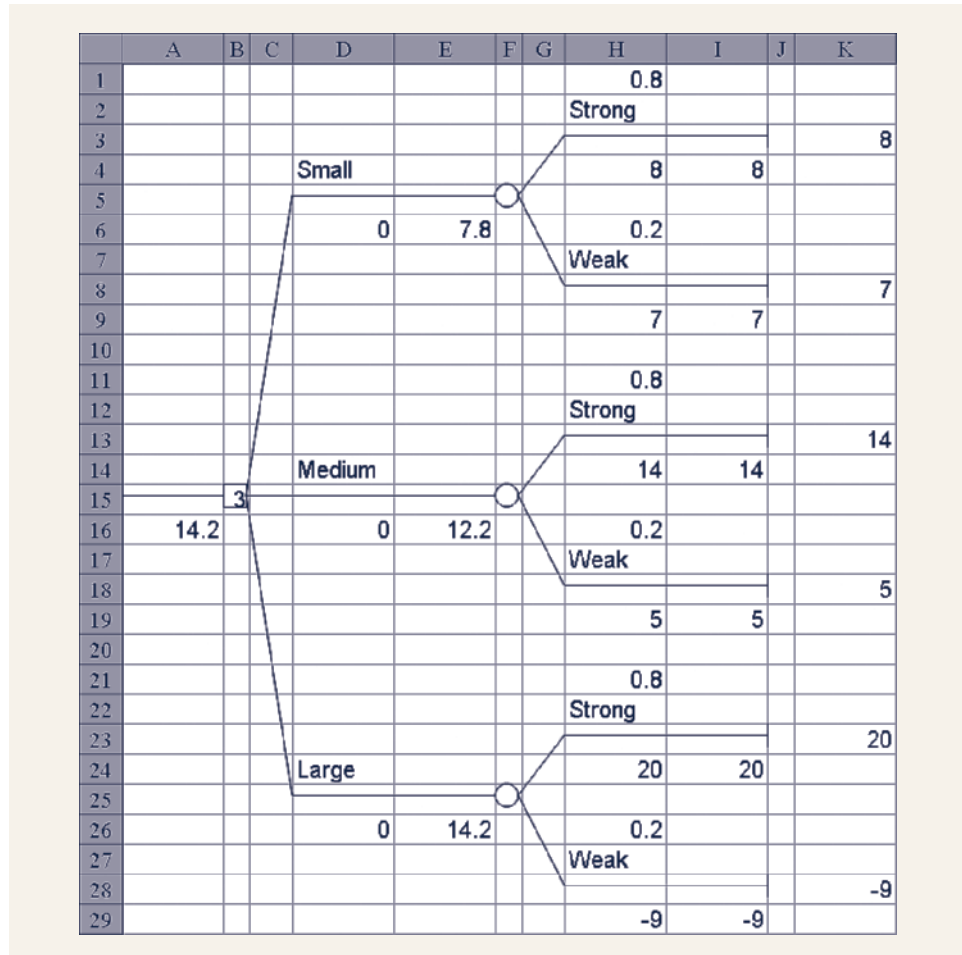 A B C D E F G H I J K
1 0.8
2 Strong
3 8
4 Small 8 8
5
6 0 7.8 0.2
7 Weak
8 7
9 7 7
10
11 0.8
12 Strong
13 14
14 Medium 14 14
15 3
16 14.2 0 12.2 0.2
17 Weak
18 5
19 5 5
20
21 0.8
22 Strong
23 20
24 Large 20 20
25
26 0 14.2 0.2
27 Weak
28 -9
29 -9 -9